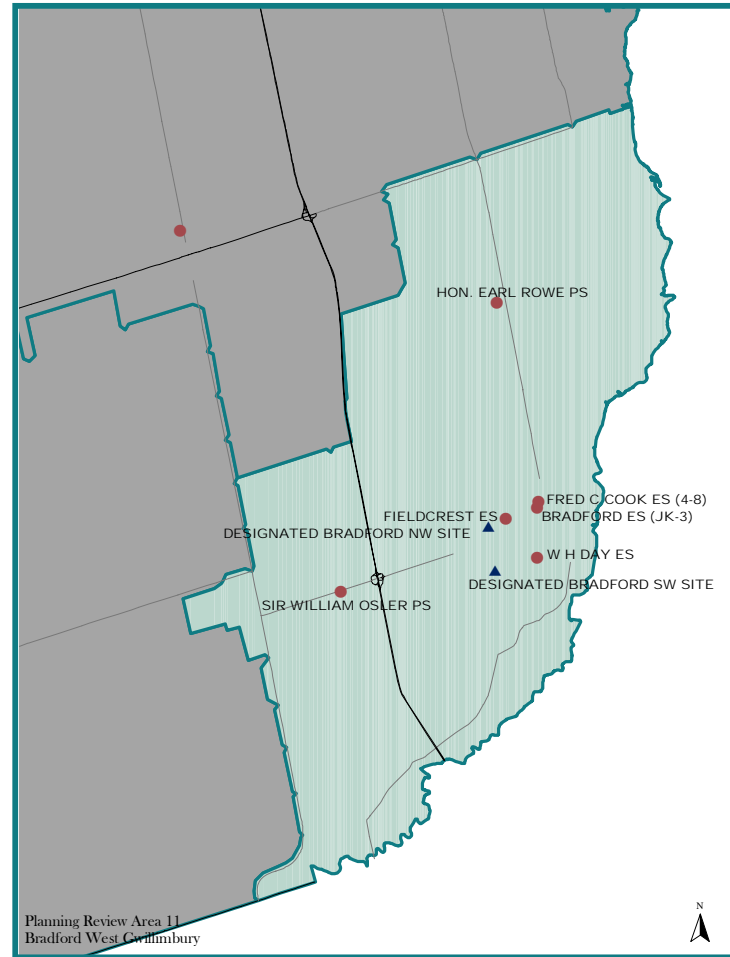 HON. EARL ROWE PS
FRED C COOK ES (4-8)
FIELDCREST ES
BRADFORD ES (JK-3)
DESIGNATED BRADFORD NW SITE
W H DAY ES
DESIGNATED BRADFORD SW SITE
SIR WILLIAM OSLER PS
N
Planning Review Area 11
Bradford West Gwillimbury